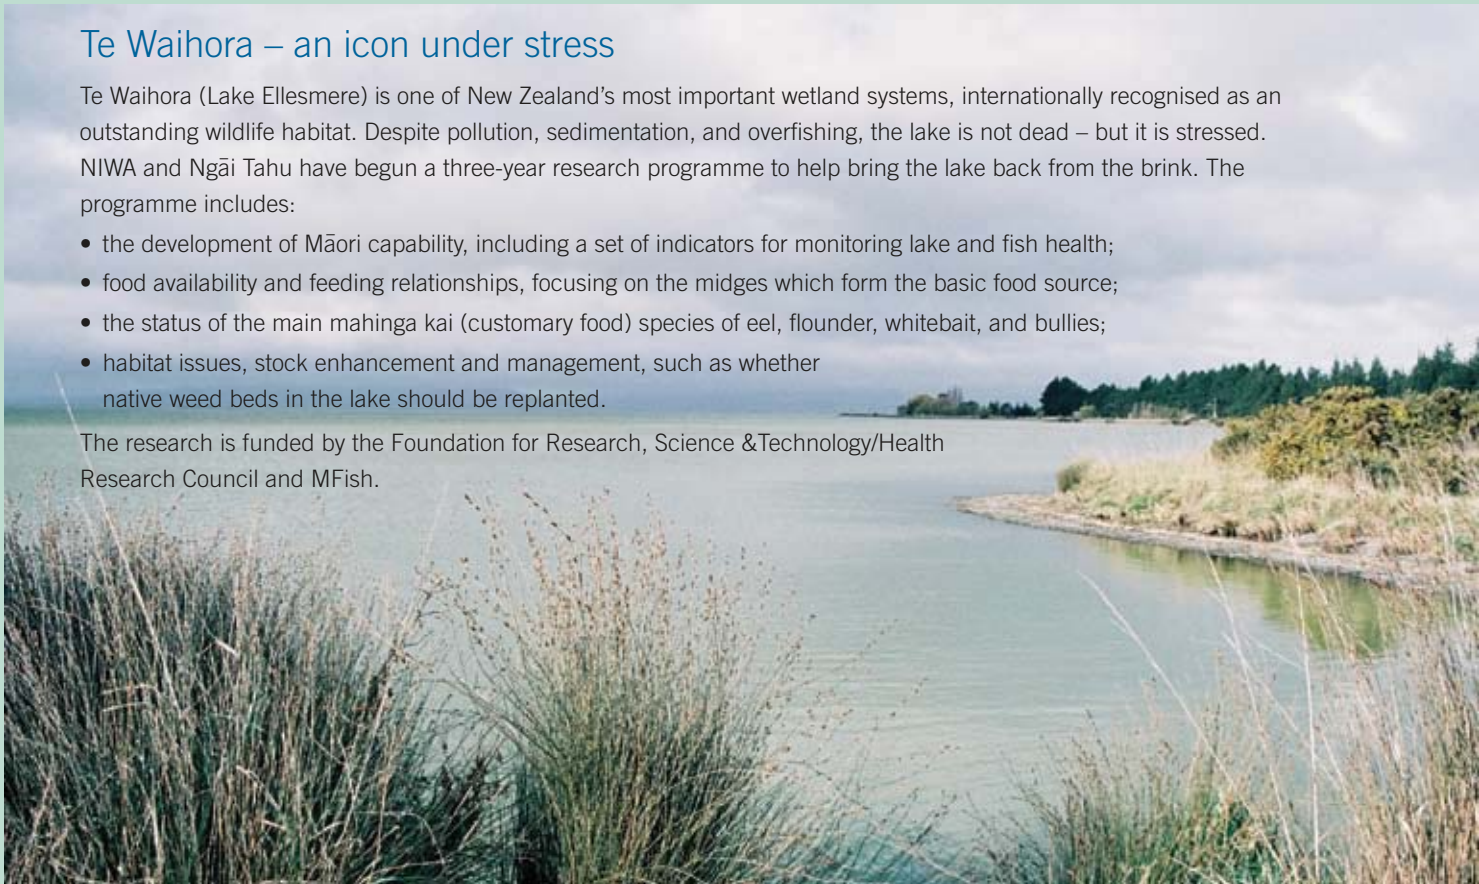 Te Waihora – an icon under stress
Te Waihora (Lake Ellesmere) is one of New Zealand's most important wetland systems, internationally recognised as an
outstanding wildlife habitat. Despite pollution, sedimentation, and overfishing, the lake is not dead – but it is stressed.
NIWA and Ngāi Tahu have begun a three-year research programme to help bring the lake back from the brink. The
programme includes:
• the development of Māori capability, including a set of indicators for monitoring lake and fish health;
• food availability and feeding relationships, focusing on the midges which form the basic food source;
• the status of the main mahinga kai (customary food) species of eel, flounder, whitebait, and bullies;
• habitat issues, stock enhancement and management, such as whether
native weed beds in the lake should be replanted.
The research is funded by the Foundation for Research, Science &Technology/Health
Research Council and MFish.